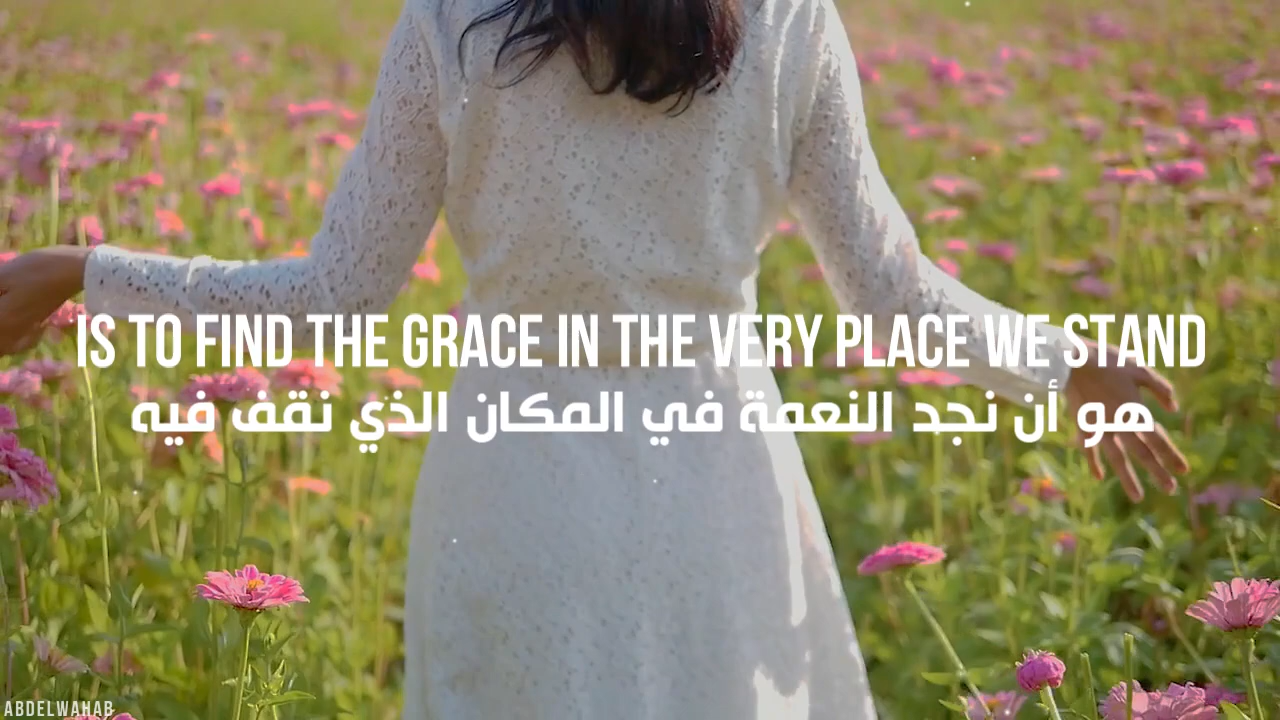 IS TO FIND THE GRACE IN THE VERY PLACE WE STAND
هو أن نجد النعمة في المكان الذي نقف فيه
ABDELWAHAB